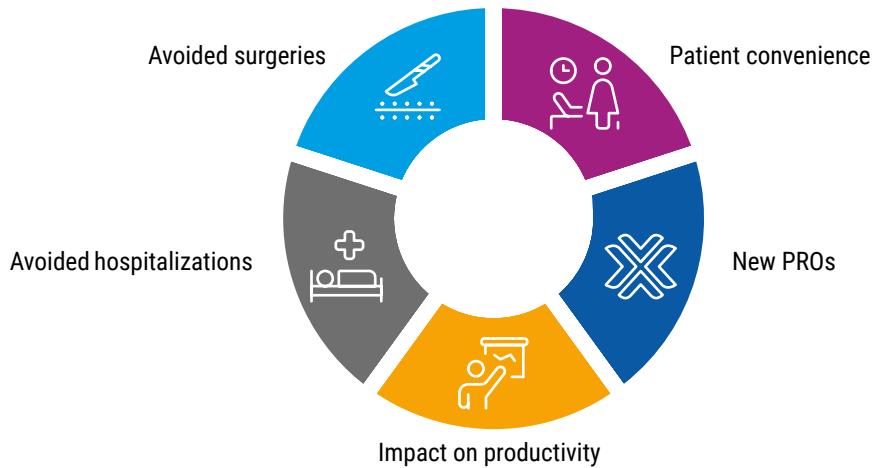 Avoided surgeries
Patient convenience
Avoided hospitalizations
New PROs
Impact on productivity